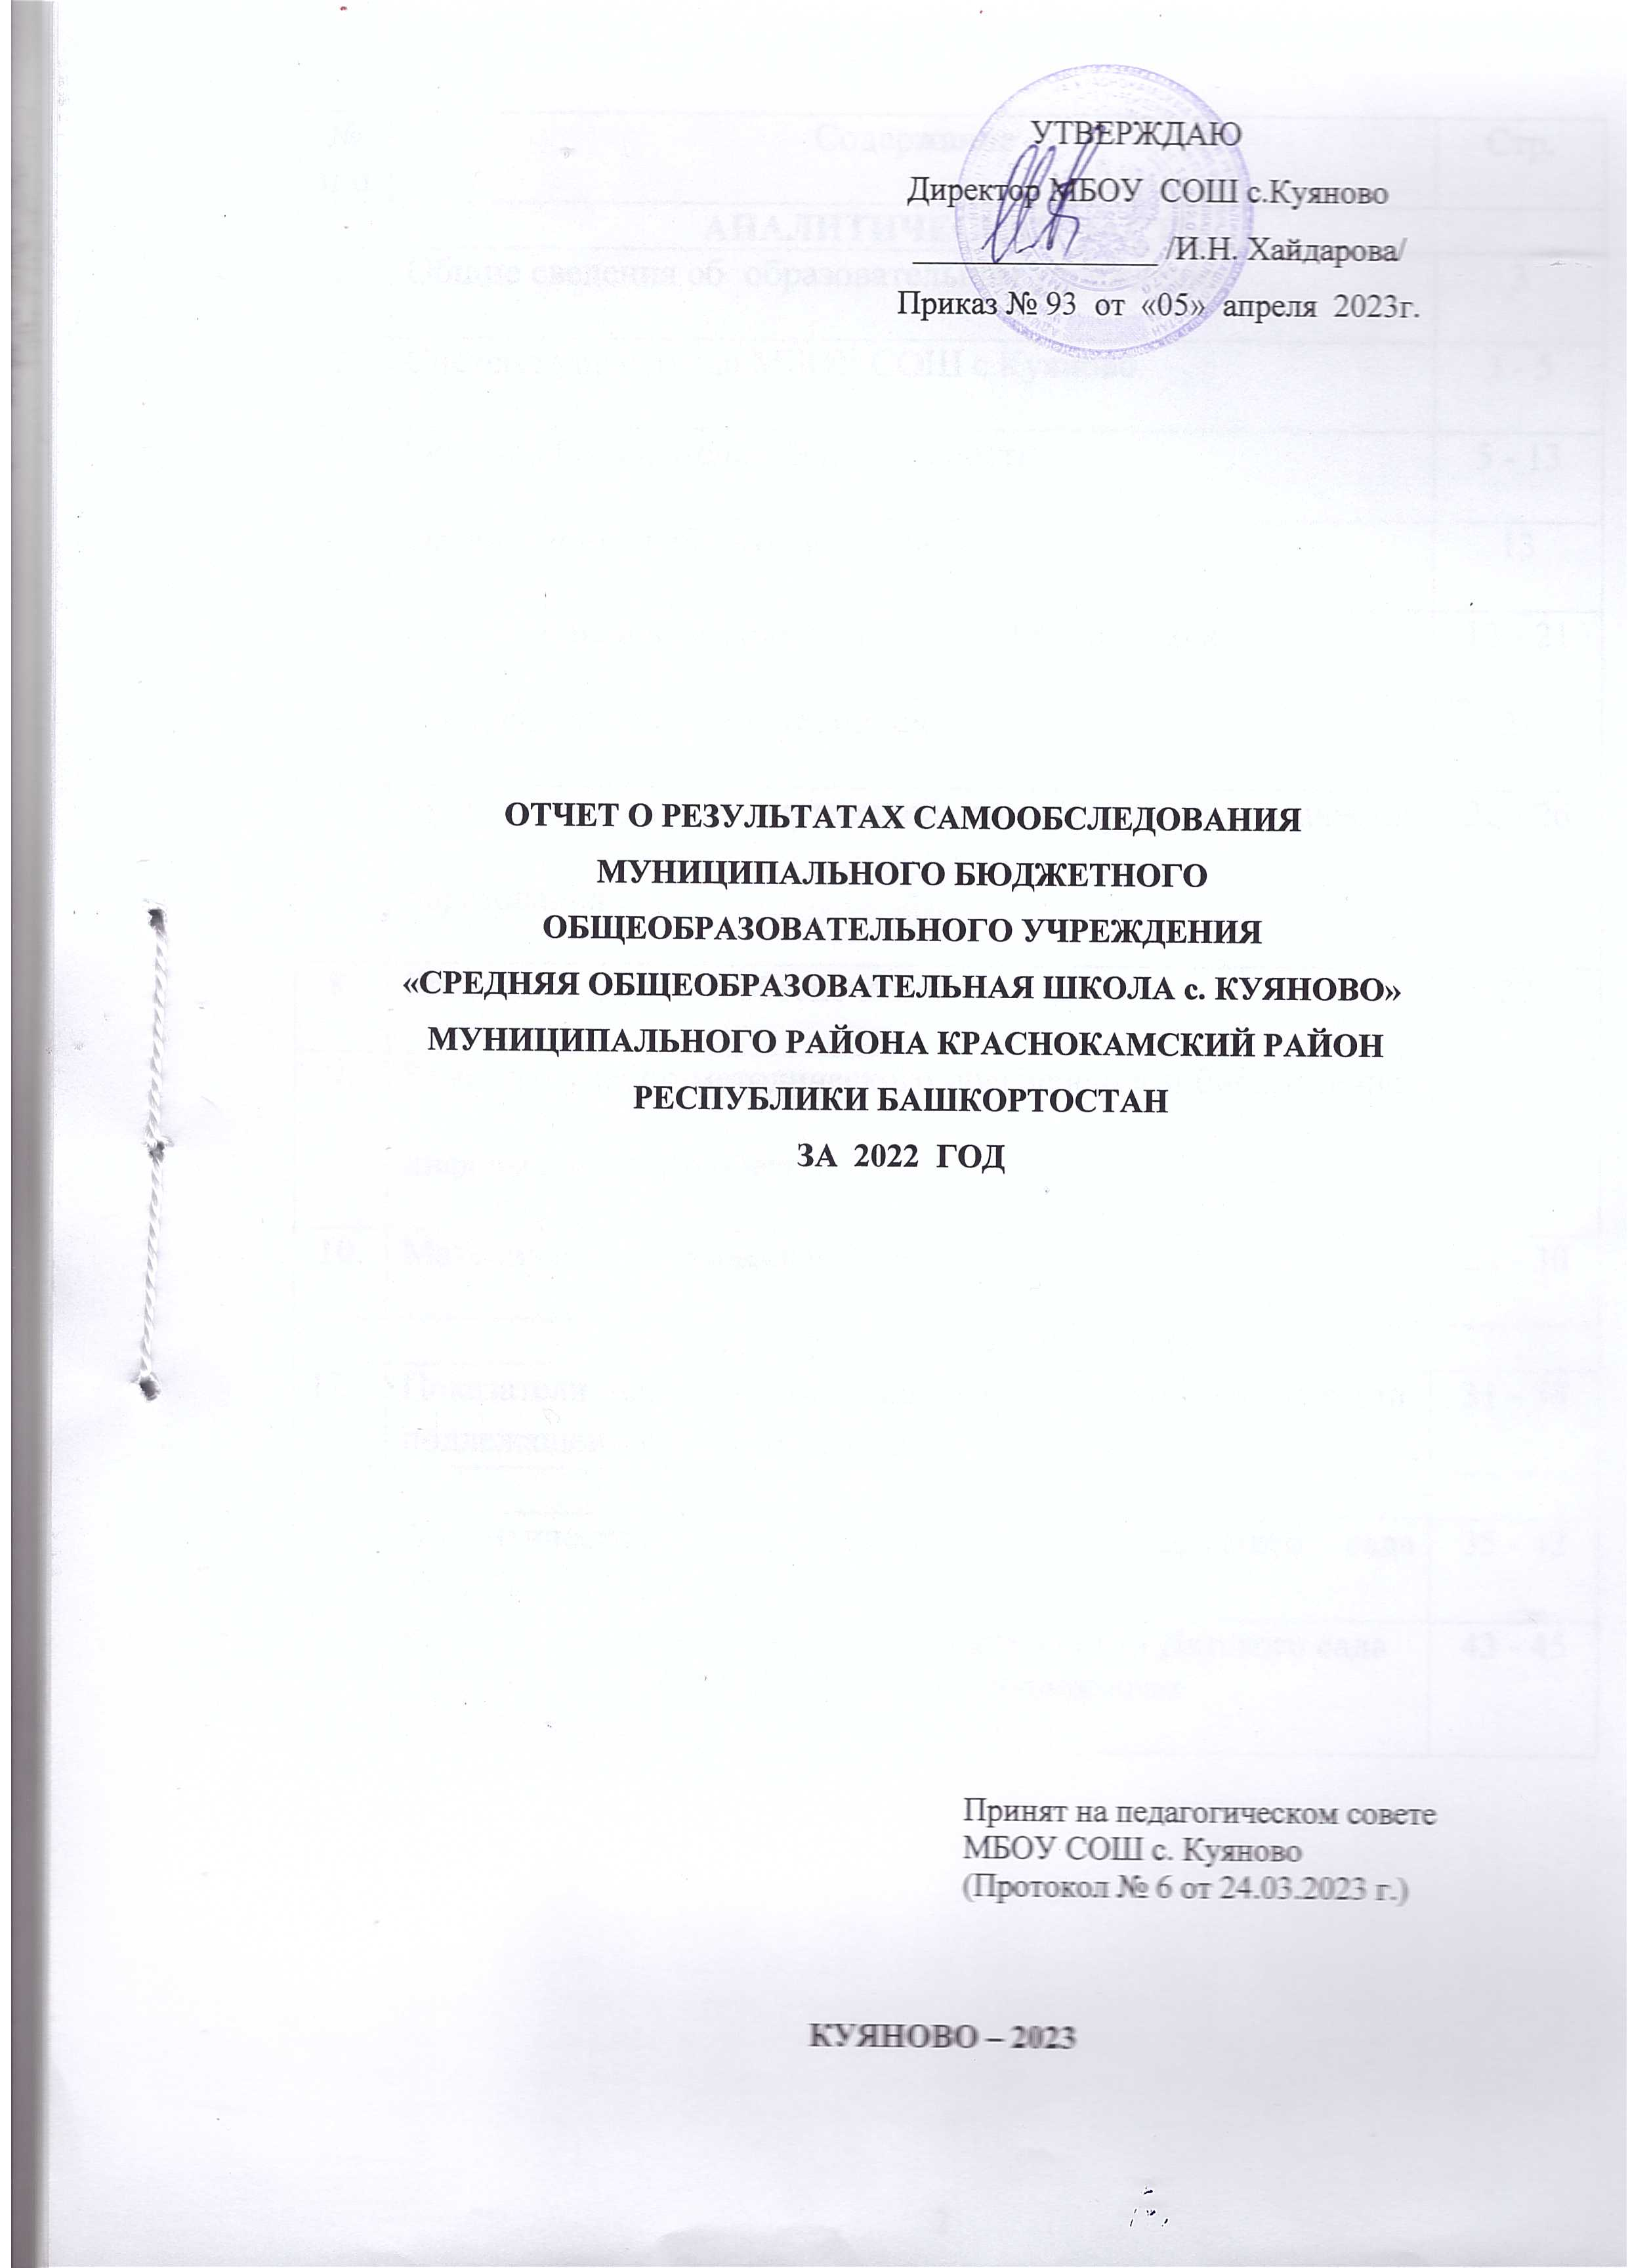 УТВЕРЖДАЮ
Директор МБОУ СОШ с.Куяново
/И.Н. Хайдарова/
Приказ № 93 от «05» апреля 2023г.
ОТЧЕТ О РЕЗУЛЬТАТАХ САМООБСЛЕДОВАНИЯ
МУНИЦИПАЛЬНОГО БЮДЖЕТНОГО
ОБЩЕОБРАЗОВАТЕЛЬНОГО УЧРЕЖДЕНИЯ
«СРЕДНЯЯ ОБЩЕОБРАЗОВАТЕЛЬНАЯ ШКОЛА с. КУЯНОВО»
МУНИЦИПАЛЬНОГО РАЙОНА КРАСНОКАМСКИЙ РАЙОН
РЕСПУБЛИКИ БАШКОРТОСТАН
ЗА 2022 ГОД
Принят на педагогическом совете
МБОУ СОШ с. Куяново
(Протокол № 6 от 24.03.2023 г.)
КУЯНОВО – 2023